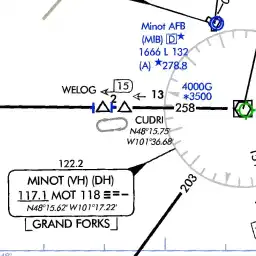 Minot AFB
(MIB) D★
1666 L 132
(A) ★278.8
WELOG
15
2
13
4000G
*3500
258
CUDRI
N48°15.75'
W101°36.68'
122.2
MINOT (VH) (DH)
117.1 MOT 118
N48°15.62' W101°17.22'
GRAND FORKS
203